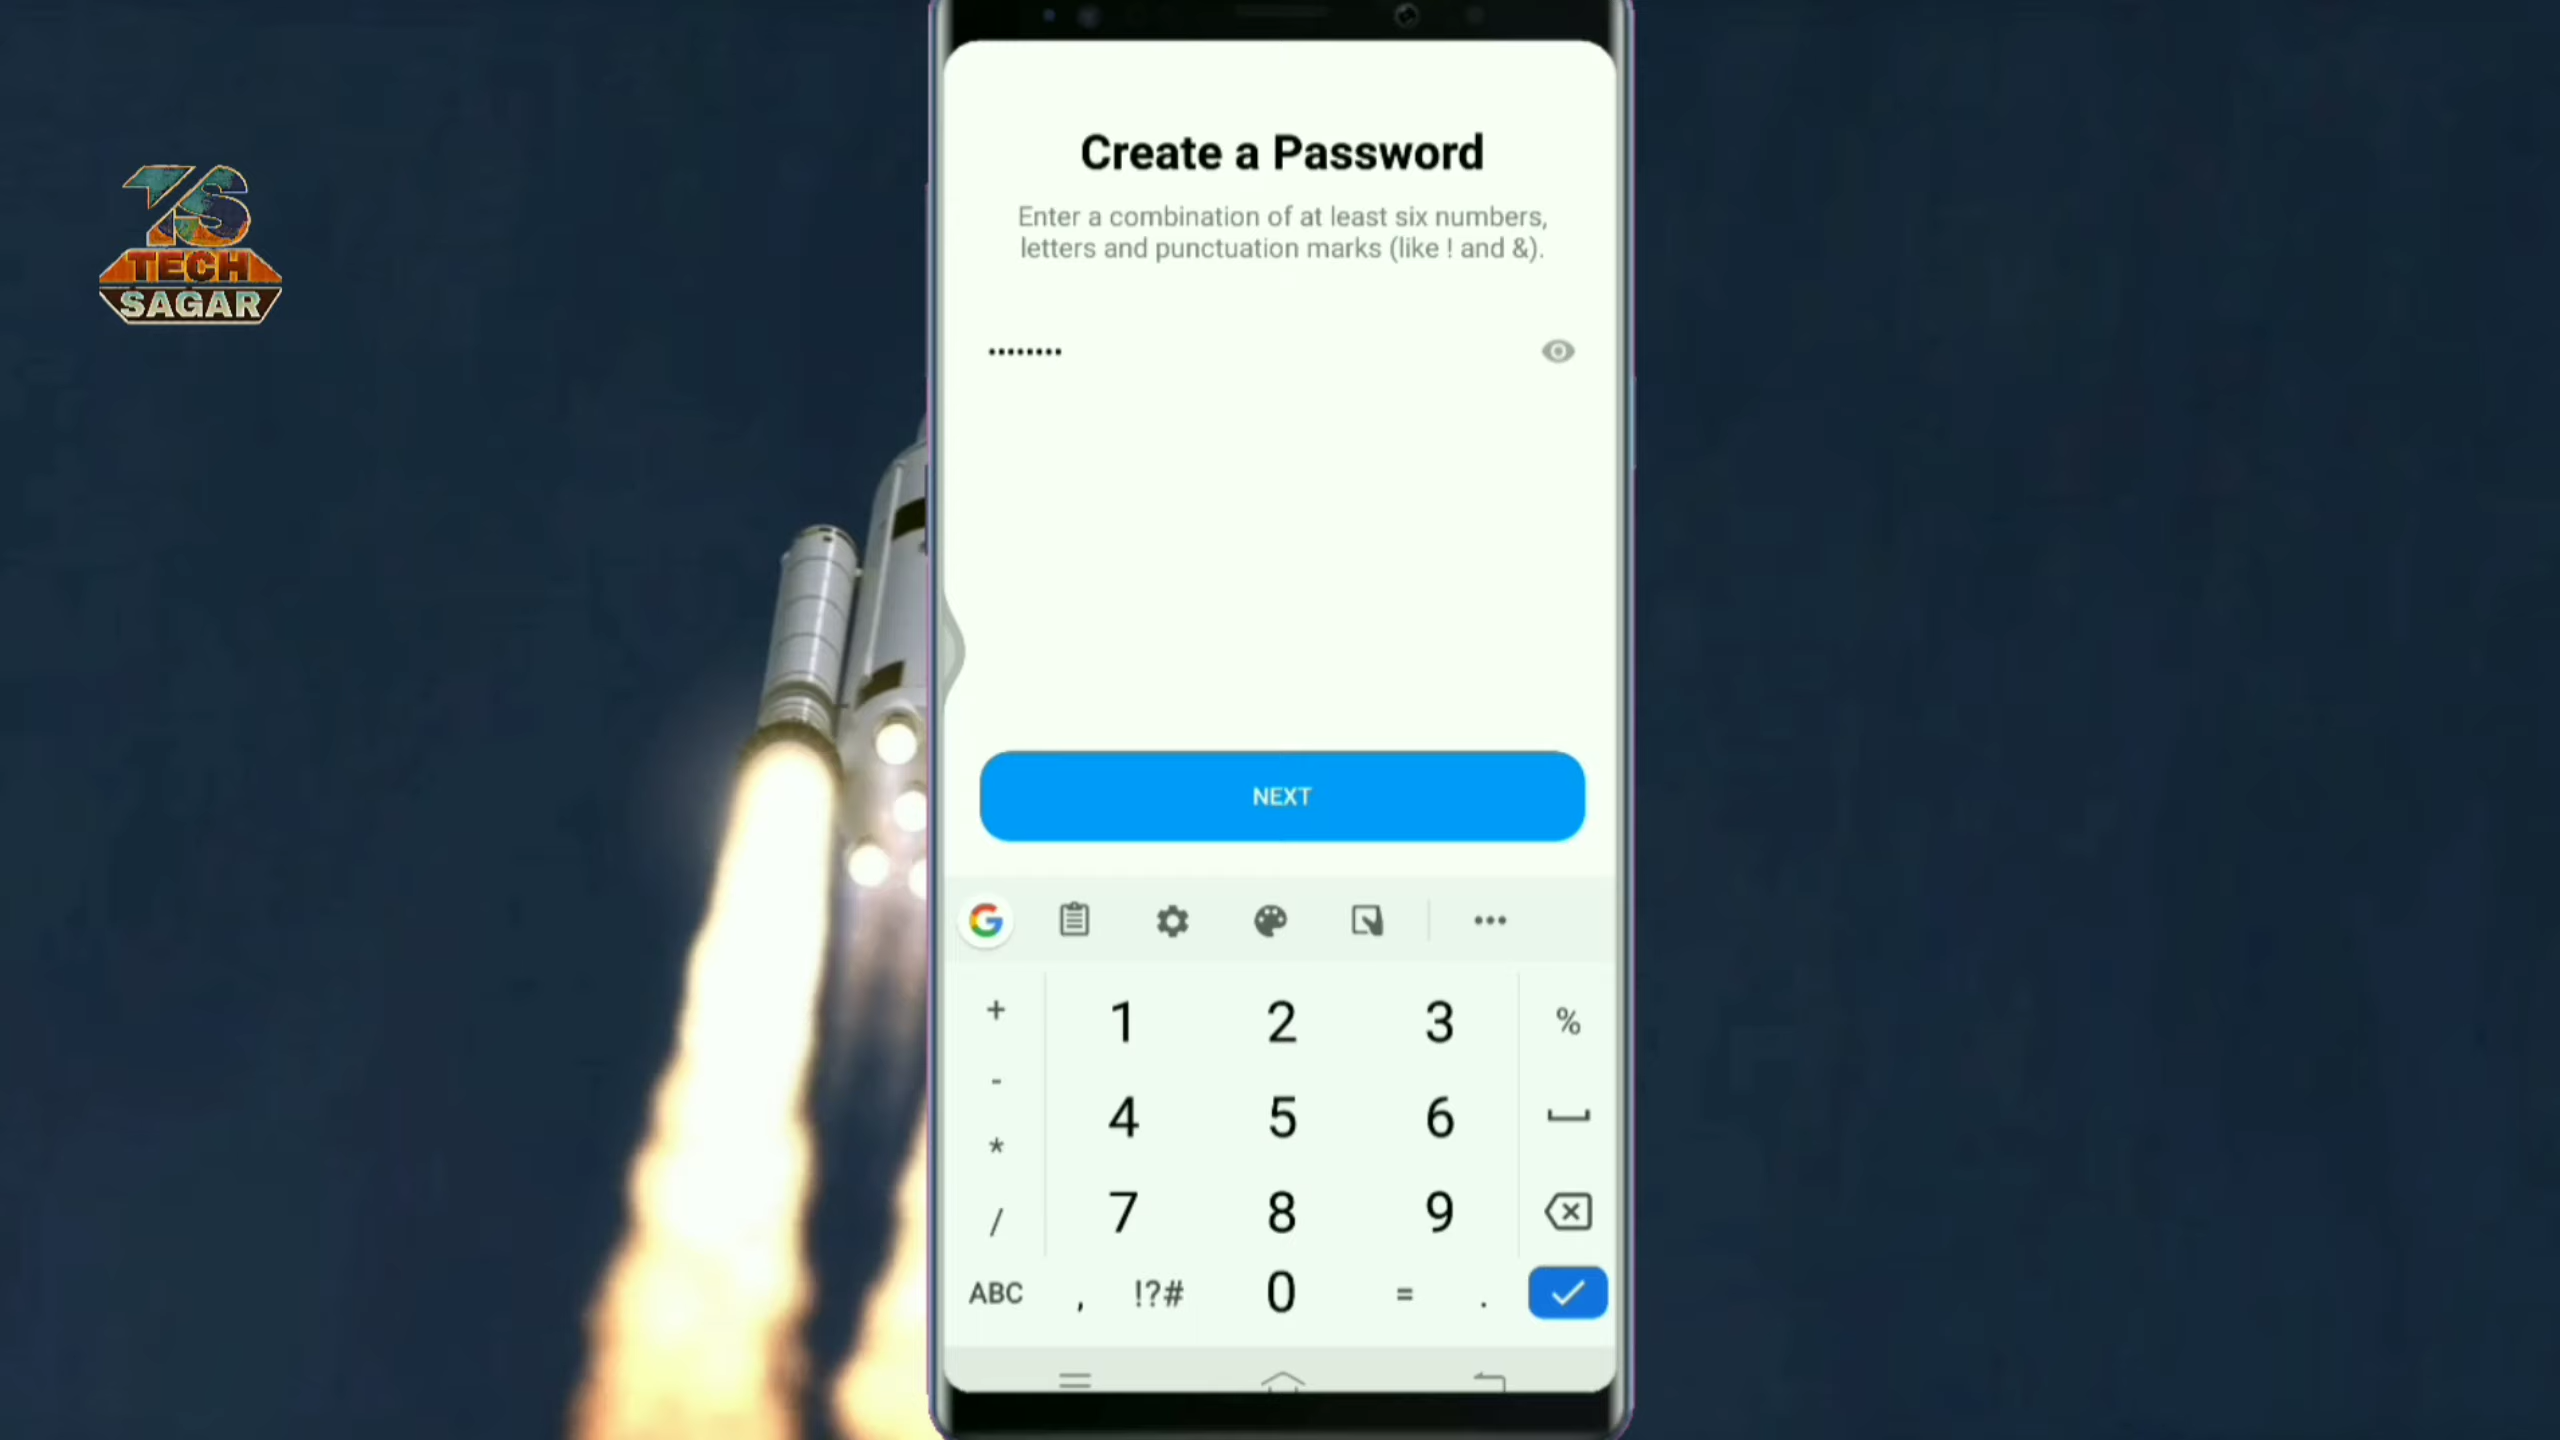 TS
TECH
SAGAR
Create a Password
Enter a combination of at least six numbers,
letters and punctuation marks (like ! and &).
••••••••
NEXT
G
+ 1 2 3 %
- 4 5 6
* 7 8 9
/
ABC , !?# 0 = .